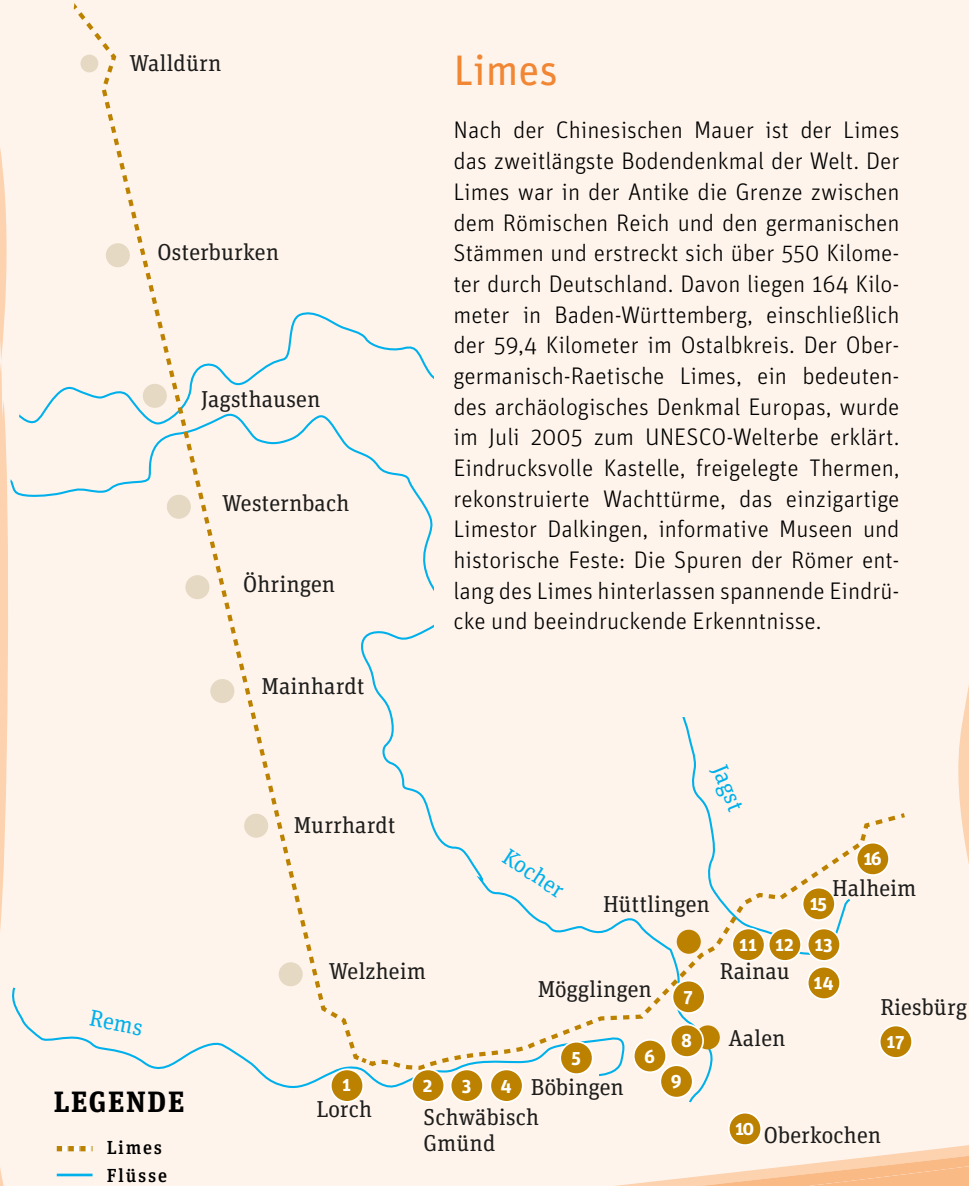 Walldürn
Limes
Nach der Chinesischen Mauer ist der Limes
das zweitlängste Bodendenkmal der Welt. Der
Limes war in der Antike die Grenze zwischen
dem Römischen Reich und den germanischen
Stämmen und erstreckt sich über 550 Kilome-
ter durch Deutschland. Davon liegen 164 Kilo-
meter in Baden-Württemberg, einschließlich
der 59,4 Kilometer im Ostalbkreis. Der Ober-
germanisch-Raetische Limes, ein bedeuten-
des archäologisches Denkmal Europas, wurde
im Juli 2005 zum UNESCO-Welterbe erklärt.
Eindrucksvolle Kastelle, freigelegte Thermen,
rekonstruierte Wachttürme, das einzigartige
Limestor Dalkingen, informative Museen und
historische Feste: Die Spuren der Römer ent-
lang des Limes hinterlassen spannende Eindrü-
cke und beeindruckende Erkenntnisse.
Osterburken
Jagsthausen
Westernbach
Öhringen
Mainhardt
Murrhardt
Welzheim
Jagst
Kocher
Rems
16
Halheim
15
Hüttlingen
11
12
13
Rainau
14
Mögglingen
7
Riesbürg
17
8
Aalen
6
9
5
Böbingen
1
Lorch
2
3
4
Schwäbisch
Gmünd
10
Oberkochen
LEGENDE
Limes
Flüsse